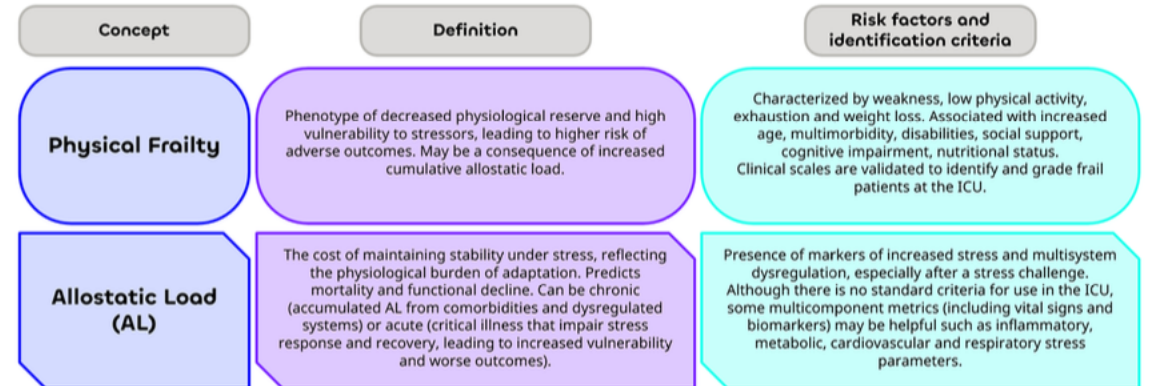 Concept
Definition
Risk factors and
identification criteria
Physical Frailty
Phenotype of decreased physiological reserve and high
vulnerability to stressors, leading to higher risk of
adverse outcomes. May be a consequence of increased
cumulative allostatic load.
Characterized by weakness, low physical activity,
exhaustion and weight loss. Associated with increased
age, multimorbidity, disabilities, social support,
cognitive impairment, nutritional status.
Clinical scales are validated to identify and grade frail
patients at the ICU.
Allostatic Load
(AL)
The cost of maintaining stability under stress, reflecting
the physiological burden of adaptation. Predicts
mortality and functional decline. Can be chronic
(accumulated AL from comorbidities and dysregulated
systems) or acute (critical illness that impair stress
response and recovery, leading to increased vulnerability
and worse outcomes).
Presence of markers of increased stress and multisystem
dysregulation, especially after a stress challenge.
Although there is no standard criteria for use in the ICU,
some multicomponent metrics (including vital signs and
biomarkers) may be helpful such as inflammatory,
metabolic, cardiovascular and respiratory stress
parameters.